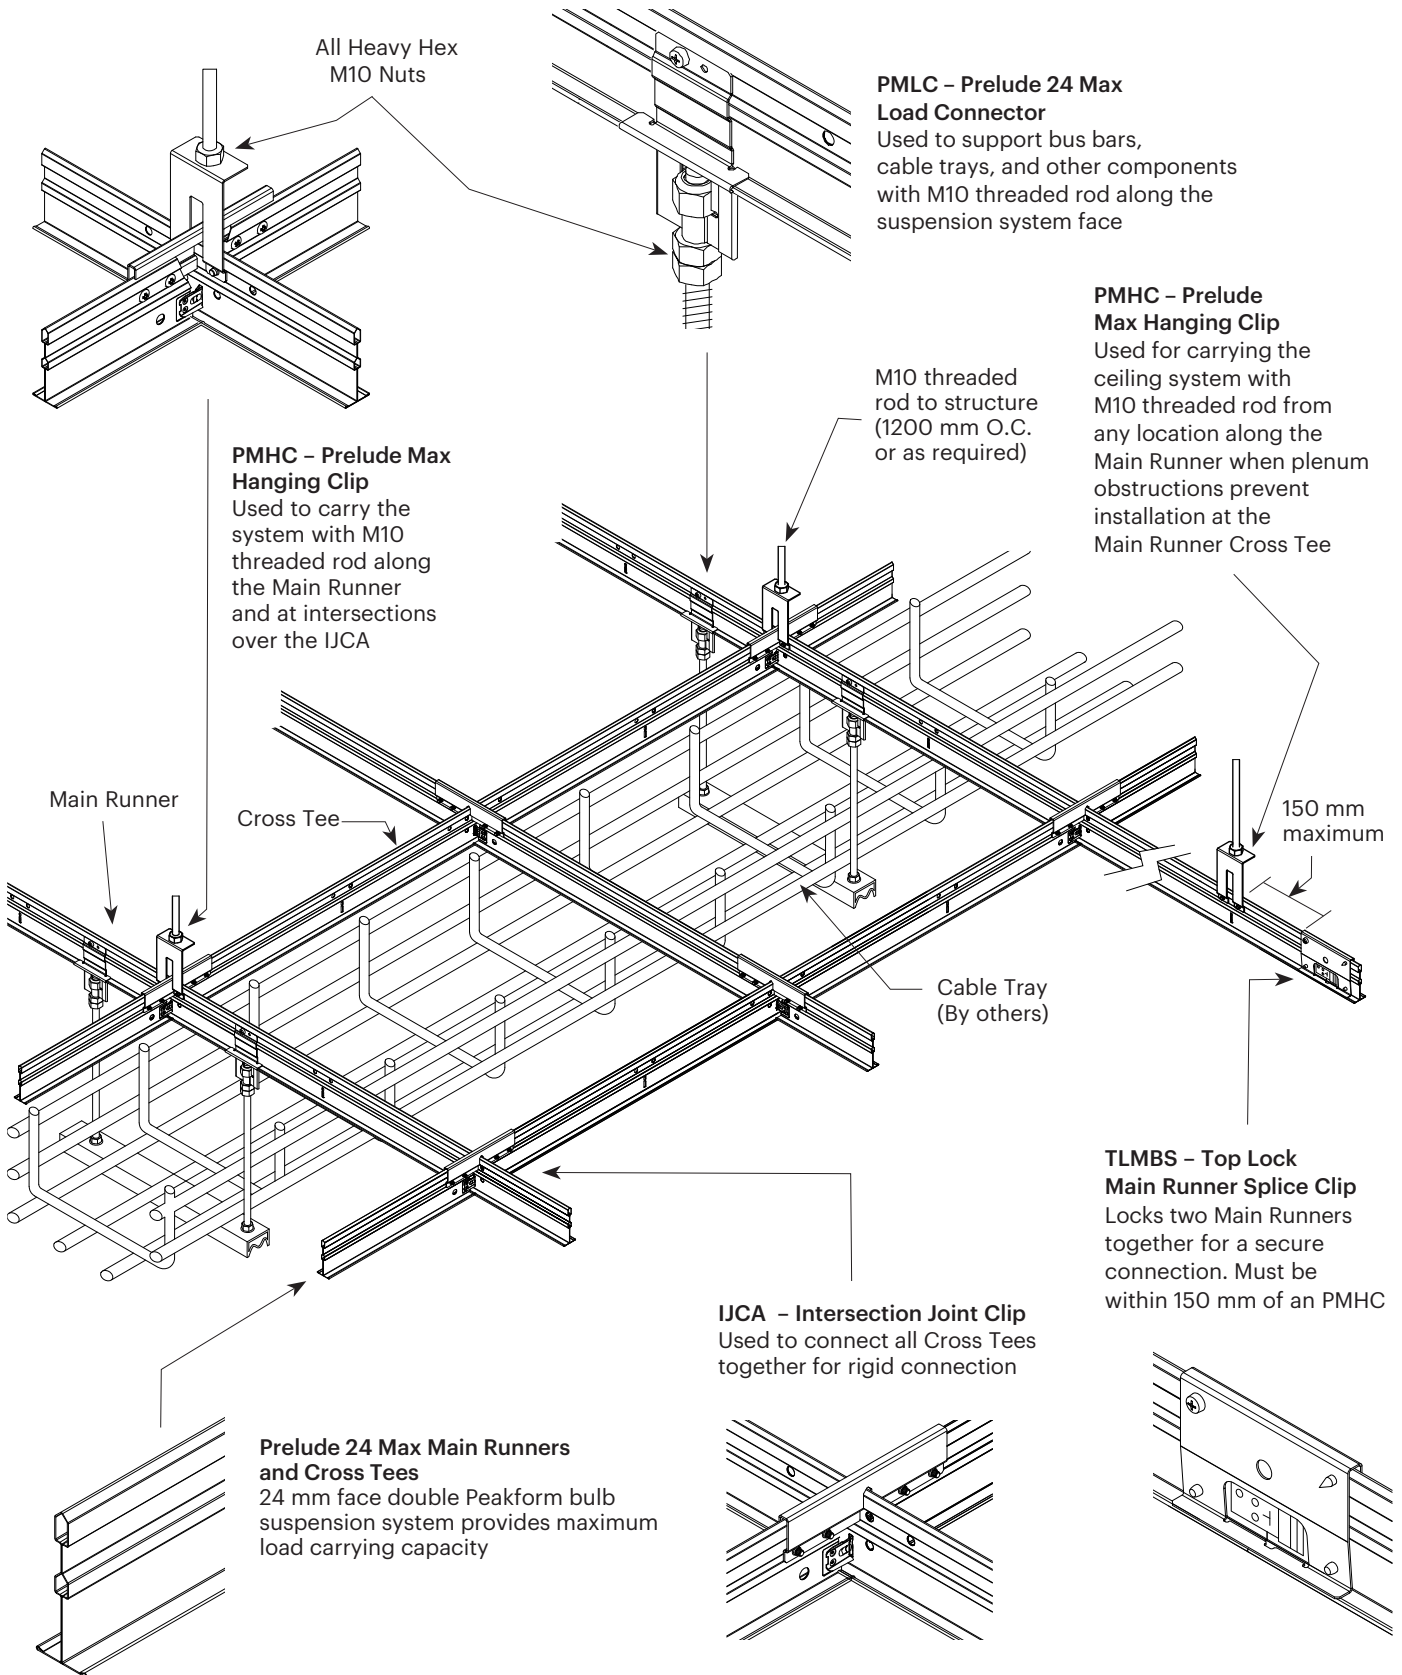 All Heavy Hex
M10 Nuts
PMLC – Prelude 24 Max
Load Connector
Used to support bus bars,
cable trays, and other components
with M10 threaded rod along the
suspension system face
PMHC – Prelude
Max Hanging Clip
Used for carrying the
ceiling system with
M10 threaded rod from
any location along the
Main Runner when plenum
obstructions prevent
installation at the
Main Runner Cross Tee
M10 threaded
rod to structure
(1200 mm O.C.
or as required)
PMHC – Prelude Max
Hanging Clip
Used to carry the
system with M10
threaded rod along
the Main Runner
and at intersections
over the IJCA
Main Runner
Cross Tee
150 mm
maximum
Cable Tray
(By others)
TLMBS – Top Lock
Main Runner Splice Clip
Locks two Main Runners
together for a secure
connection. Must be
within 150 mm of an PMHC
IJCA – Intersection Joint Clip
Used to connect all Cross Tees
together for rigid connection
Prelude 24 Max Main Runners
and Cross Tees
24 mm face double Peakform bulb
suspension system provides maximum
load carrying capacity